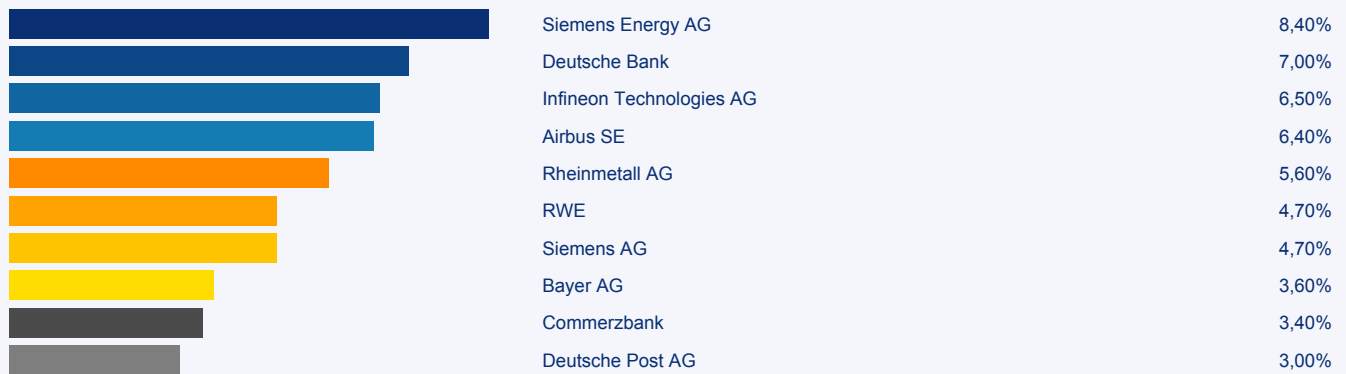 Siemens Energy AG 8,40%
Deutsche Bank 7,00%
Infineon Technologies AG 6,50%
Airbus SE 6,40%
Rheinmetall AG 5,60%
RWE 4,70%
Siemens AG 4,70%
Bayer AG 3,60%
Commerzbank 3,40%
Deutsche Post AG 3,00%